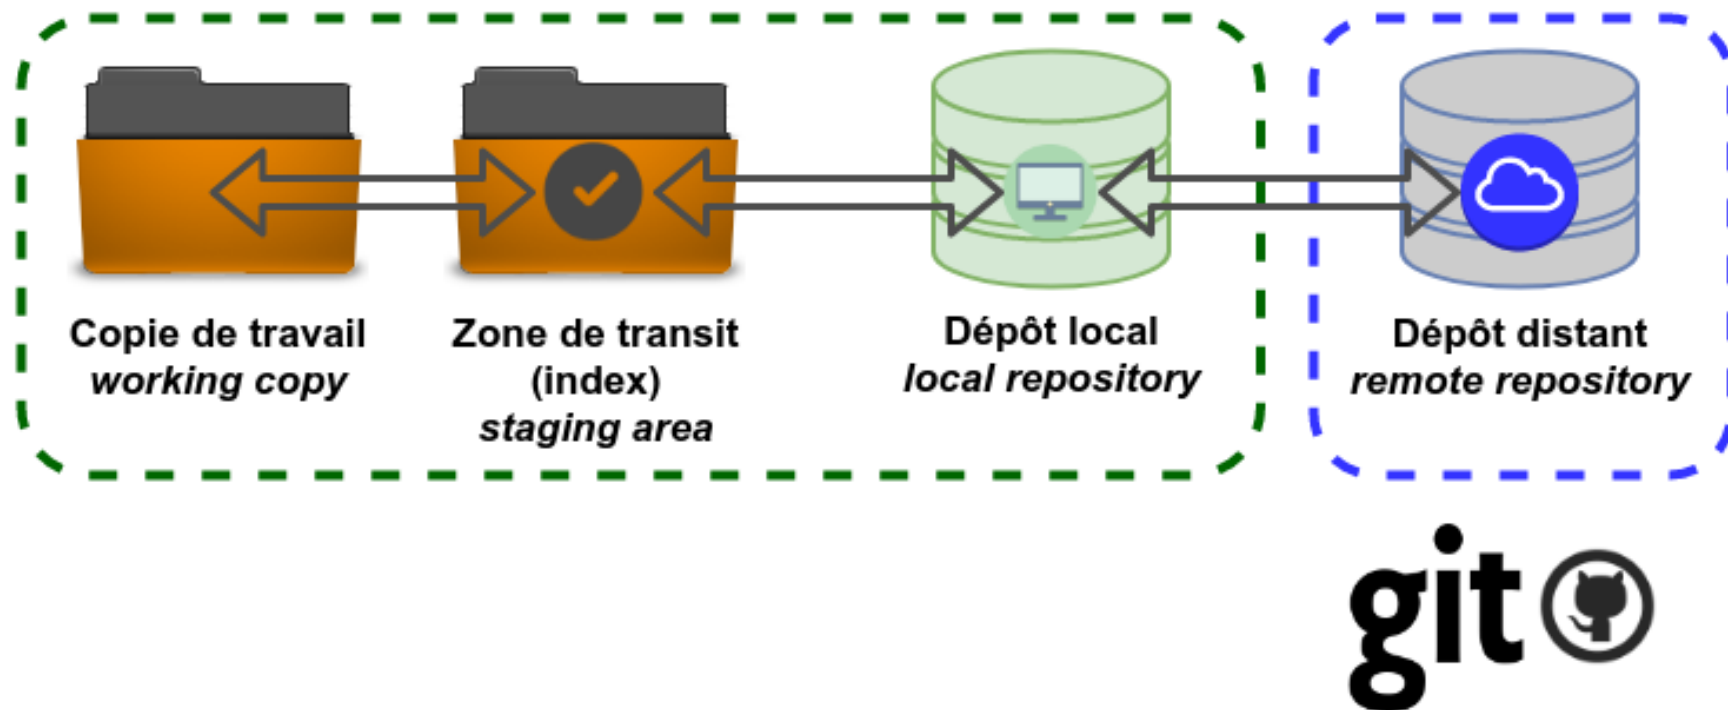 Copie de travail
working copy
Zone de transit
(index)
staging area
Dépôt local
local repository
Dépôt distant
remote repository
git